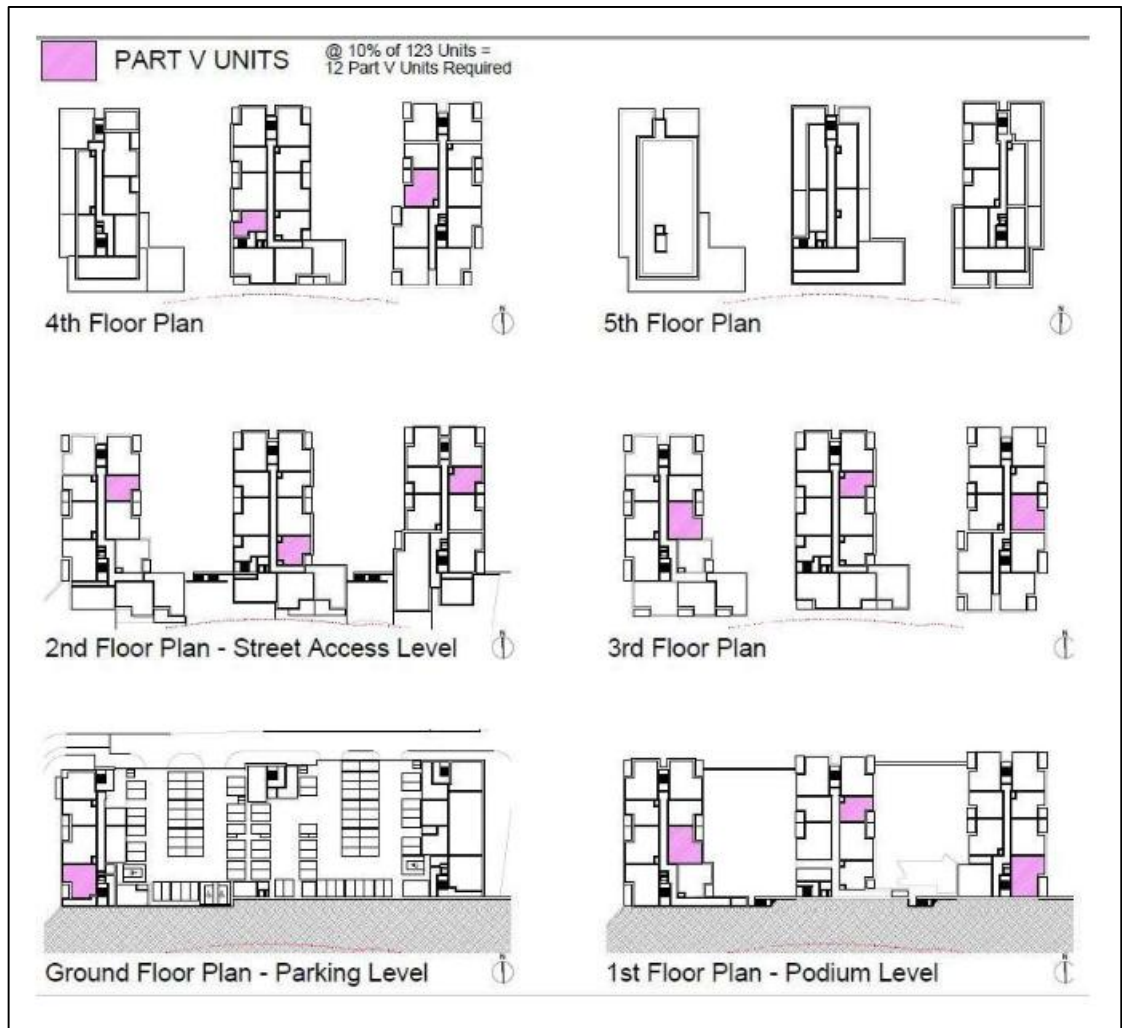 PART V UNITS
@ 10% of 123 Units =
12 Part V Units Required
4th Floor Plan
N
5th Floor Plan
N
2nd Floor Plan - Street Access Level
N
3rd Floor Plan
N
Ground Floor Plan - Parking Level
N
1st Floor Plan - Podium Level
N